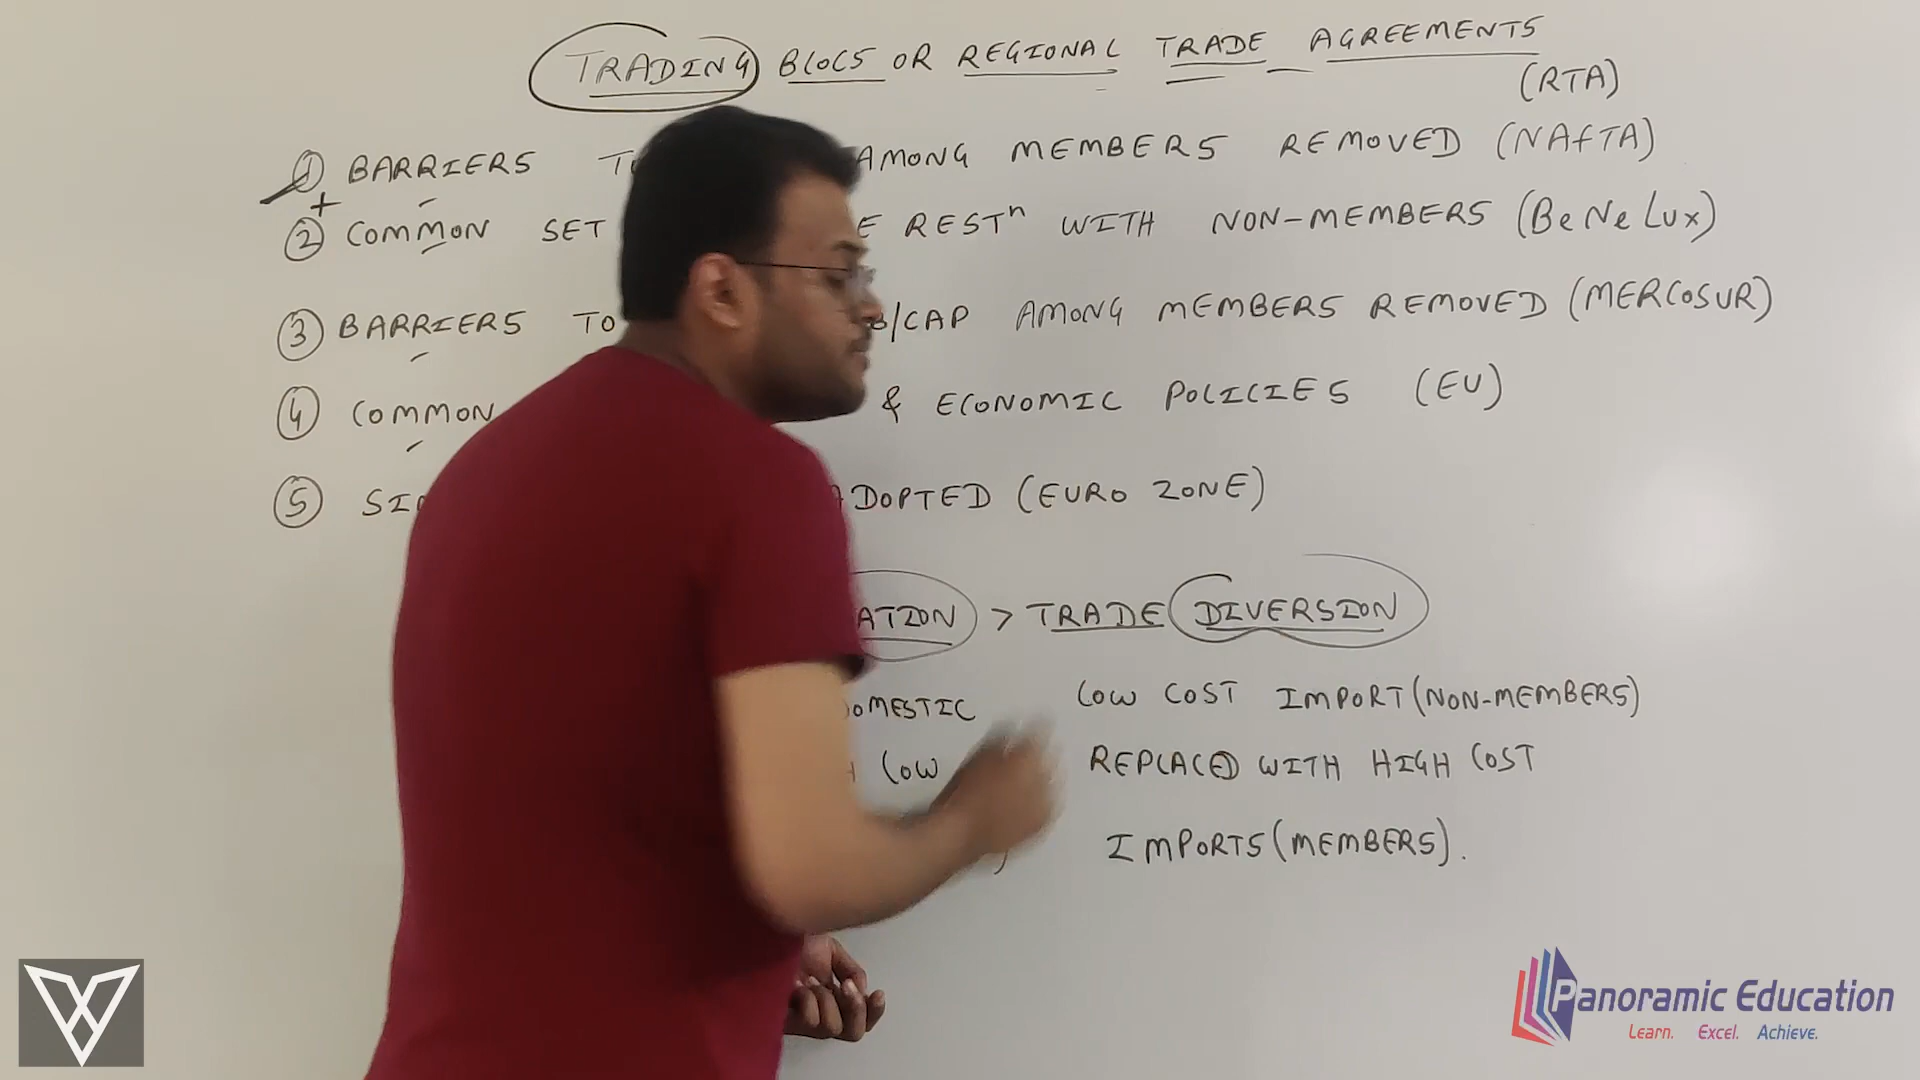 TRADING BLOCS OR REGIONAL TRADE AGREEMENTS
(RTA)
① BARRIERS AMONG MEMBERS REMOVED (NAFTA)
+
② COMMON SET RESTⁿ WITH NON-MEMBERS (BeNeLux)
③ BARRIERS TO /CAP AMONG MEMBERS REMOVED (MERCOSUR)
④ COMMON & ECONOMIC POLICIES (EU)
⑤ ADOPTED (EURO ZONE)
ATION > TRADE DIVERSION
OMESTIC LOW COST IMPORT (NON-MEMBERS)
LOW REPLACED WITH HIGH COST
IMPORTS (MEMBERS).
Panoramic Education
Learn. Excel. Achieve.